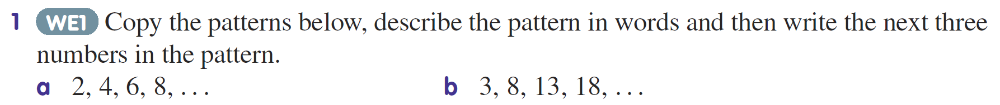 1 WE1 Copy the patterns below, describe the pattern in words and then write the next three
numbers in the pattern.
a 2, 4, 6, 8, . . . b 3, 8, 13, 18, . . .